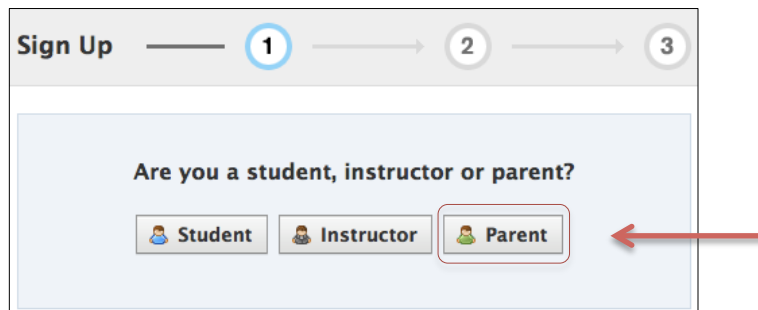 Sign Up 1 2 3
Are you a student, instructor or parent?
Student Instructor Parent